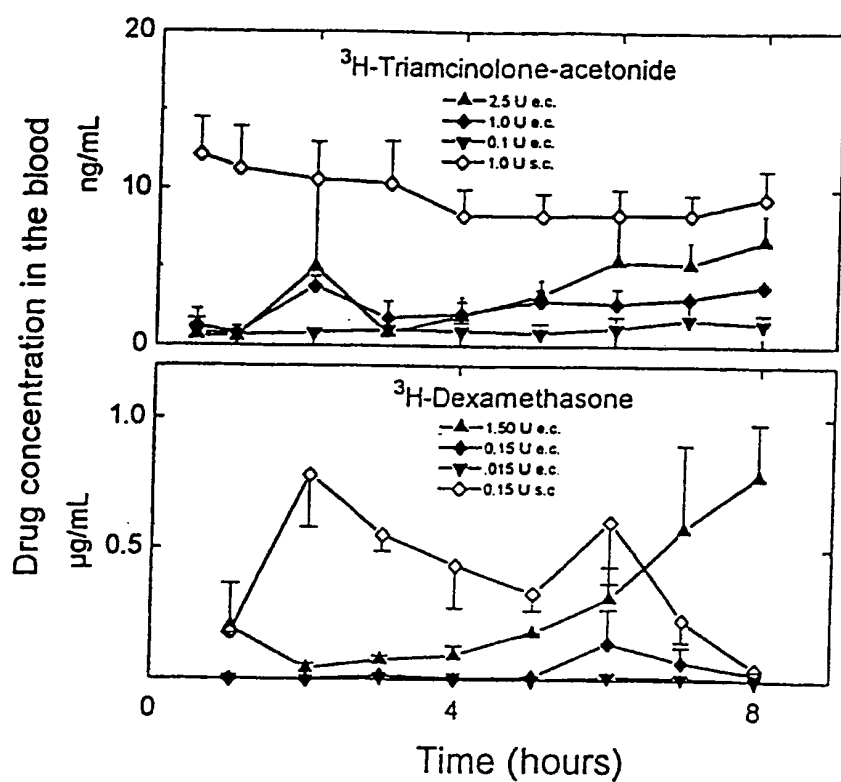 Drug concentration in the blood
ng/mL
20
10
0
³H-Triamcinolone-acetonide
2.5 U e.c.
1.0 U e.c.
0.1 U e.c.
1.0 U s.c.
µg/mL
1.0
0.5
³H-Dexamethasone
1.50 U e.c.
0.15 U e.c.
.015 U e.c.
0.15 U s.c
0
4
8
Time (hours)